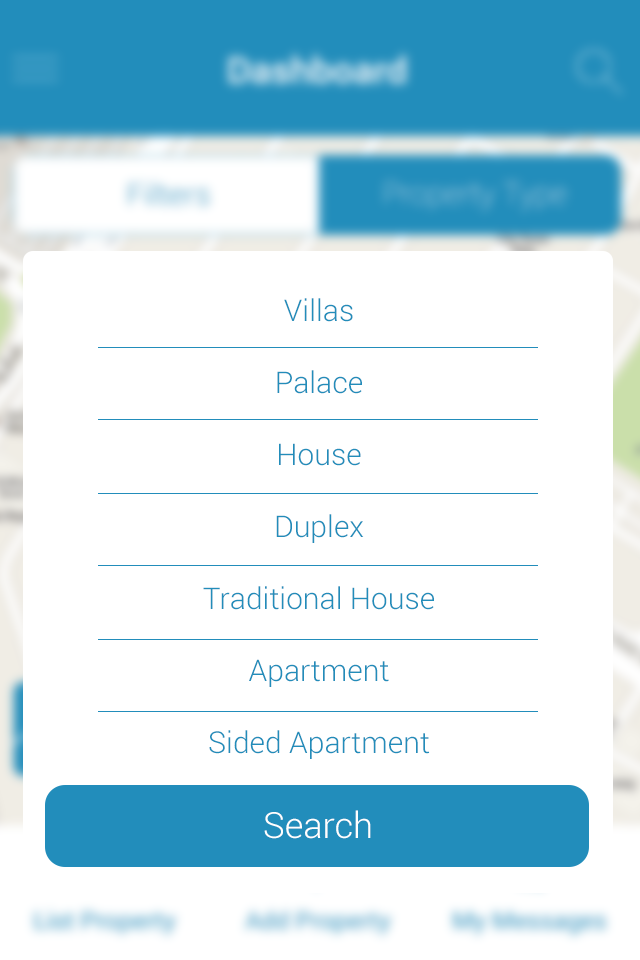 Dashboard
Filters
Property Type
Villas
Palace
House
Duplex
Traditional House
Apartment
Sided Apartment
Search
List Property
Add Property
My Messages